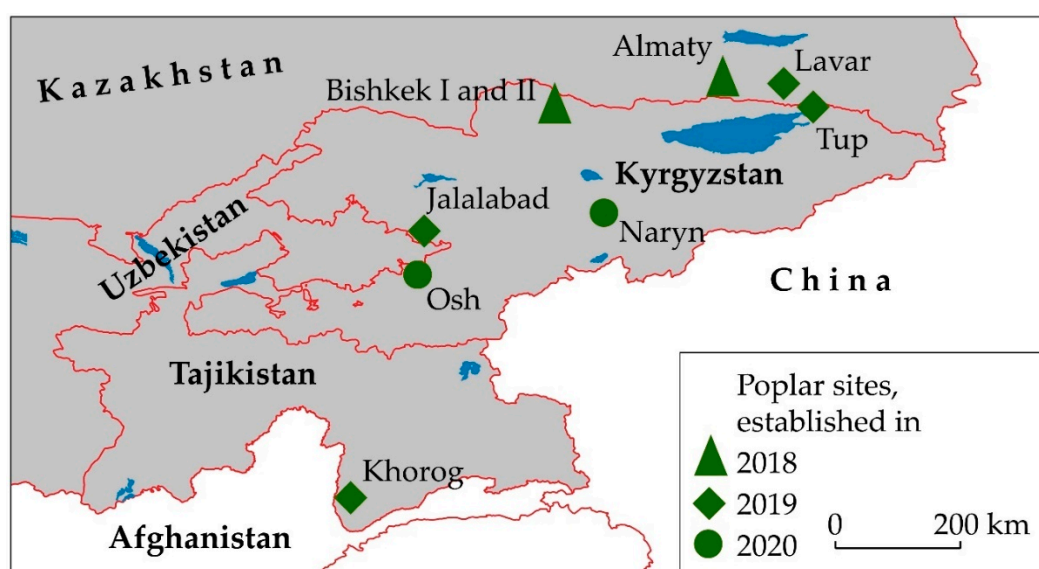 Kazakhstan
Almaty
Lavar
Bishkek I and II
Tup
Kyrgyzstan
Jalalabad
Naryn
Uzbekistan
Osh
China
Tajikistan
Khorog
Afghanistan
Poplar sites,
established in
2018
2019
2020
0 200 km